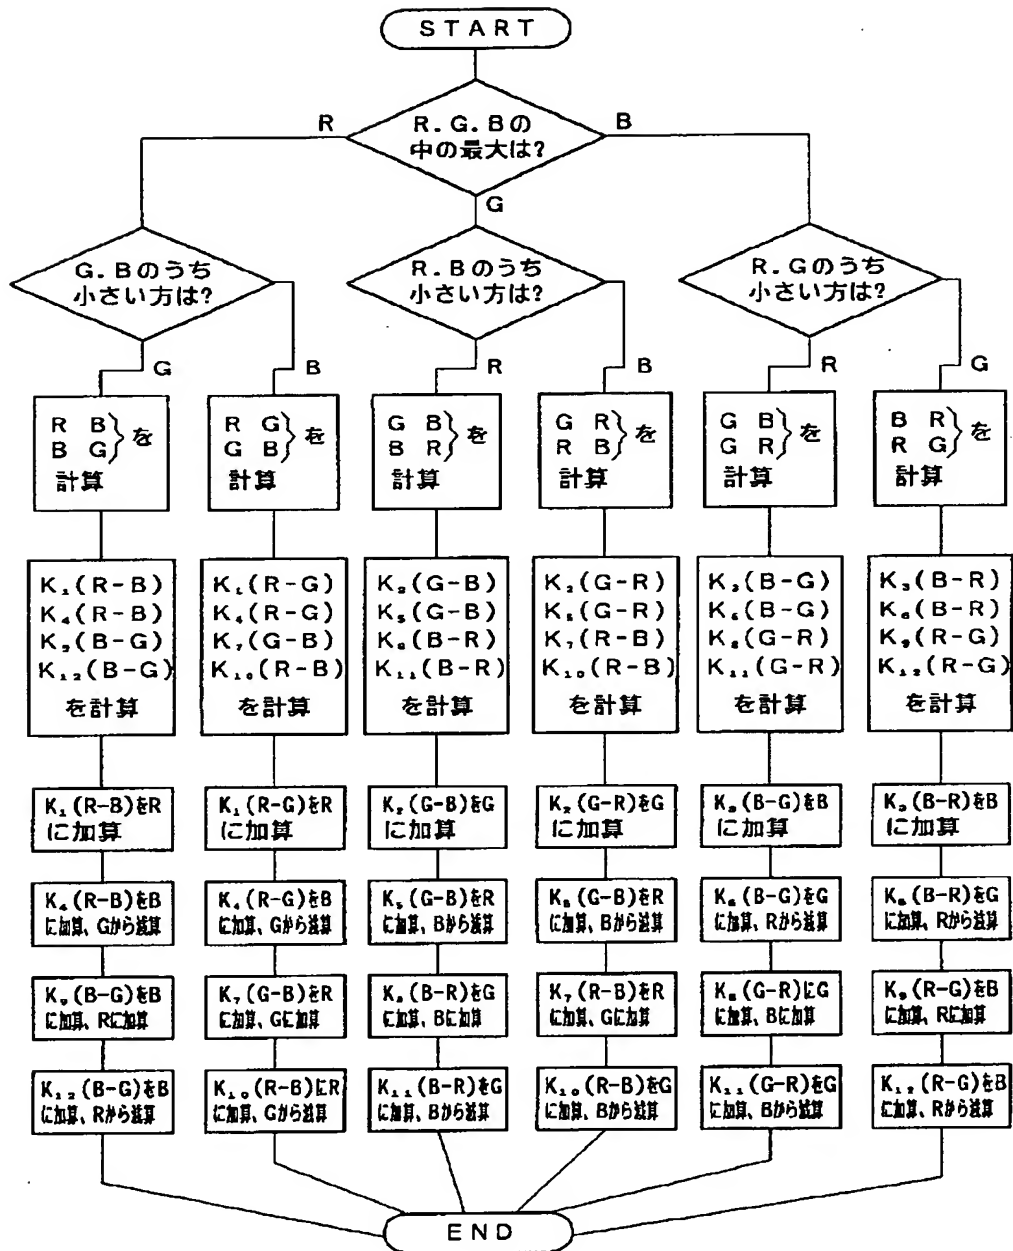 START
R.G.Bの
中の最大は?
R
B
G
G.Bのうち
小さい方は?
R.Bのうち
小さい方は?
R.Gのうち
小さい方は?
G
B
R
B
R
G
R B
B G}を
計算
R G
G B}を
計算
G B
B R}を
計算
G R
R B}を
計算
G B
G R}を
計算
B R
R G}を
計算
K₁(R-B)
K₄(R-B)
(B-G)
K₁₂(B-G)
を計算
K₁(R-G)
K₄(R-G)
K₇(G-B)
K₁₀(R-B)
を計算
(G-B)
K₅(G-B)
(B-R)
K₁₁(B-R)
を計算
K₂(G-R)
(G-R)
K₇(R-B)
K₁₀(R-B)
を計算
(B-G)
(B-G)
K₈(G-R)
K₁₁(G-R)
を計算
K₃(B-R)
(B-R)
K₉(R-G)
K₁₂(R-G)
を計算
K₁(R-B)をR
に加算
K₁(R-G)をR
に加算
K₂(G-B)をG
に加算
K₂(G-R)をG
に加算
(B-G)をB
に加算
(B-R)をB
に加算
K₄(R-B)をB
に加算、Gから減算
K₄(R-G)をB
に加算、Gから減算
K₅(G-B)をR
に加算、Bから減算
(G-B)をR
に加算、Bから減算
(B-G)をG
に加算、Rから減算
(B-R)をG
に加算、Rから減算
(B-G)をB
に加算、Rに加算
K₇(G-B)をR
に加算、Gに加算
(B-R)をG
に加算、Bに加算
K₇(R-B)をR
に加算、Gに加算
K₈(G-R)にG
に加算、Bに加算
K₉(R-G)をB
に加算、Rに加算
K₁₂(B-G)をB
に加算、Rから減算
K₁₀(R-B)にR
に加算、Gから減算
K₁₁(B-R)をG
に加算、Bから減算
K₁₀(R-B)をG
に加算、Bから減算
K₁₁(G-R)をG
に加算、Bから減算
K₁₂(R-G)をB
に加算、Rから減算
END